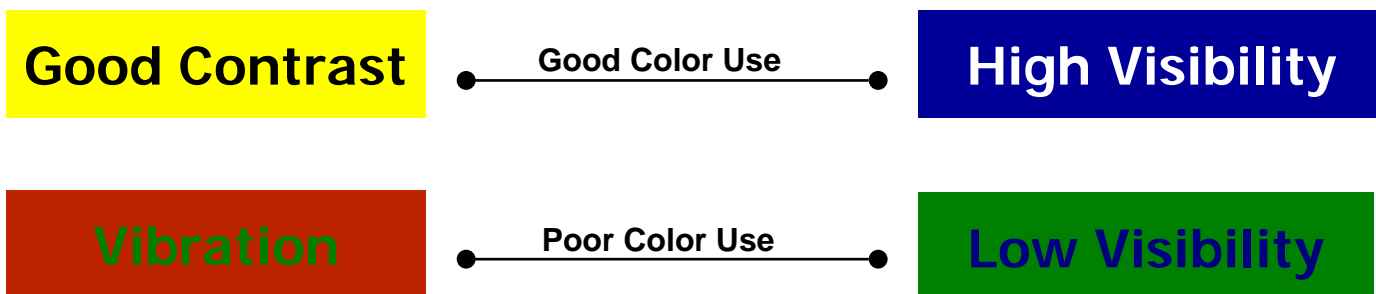 Good Contrast
Good Color Use
High Visibility
Vibration
Poor Color Use
Low Visibility